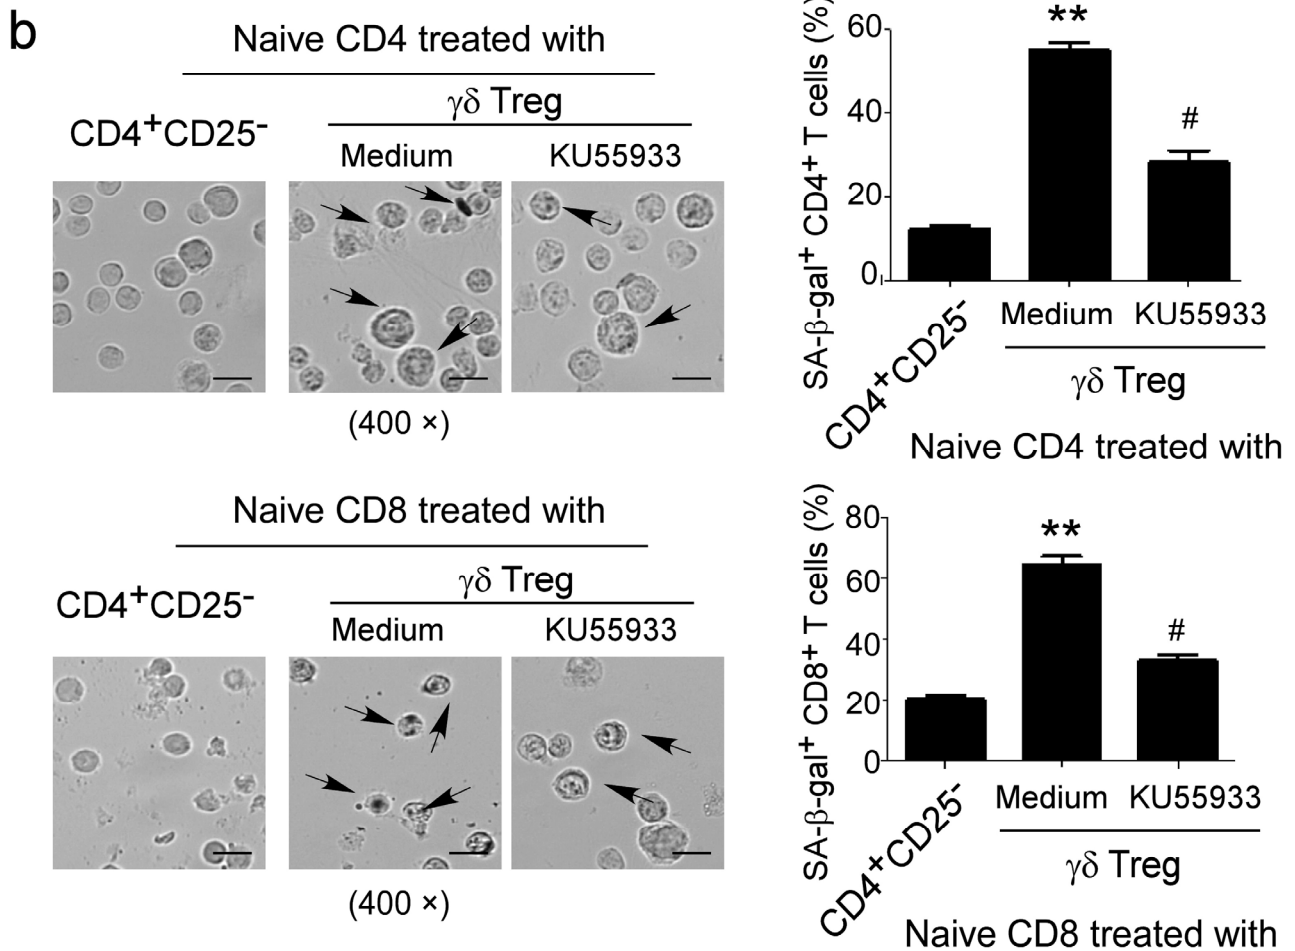 b
Naive CD4 treated with
γδ Treg
CD4⁺CD25⁻
Medium
KU55933
(400 ×)
SA-β-gal⁺ CD4⁺ T cells (%)
60
40
20
0
**
#
CD4⁺CD25⁻
Medium
KU55933
γδ Treg
Naive CD4 treated with
Naive CD8 treated with
γδ Treg
CD4⁺CD25⁻
Medium
KU55933
(400 ×)
SA-β-gal⁺ CD8⁺ T cells (%)
80
60
40
20
0
**
#
CD4⁺CD25⁻
Medium
KU55933
γδ Treg
Naive CD8 treated with